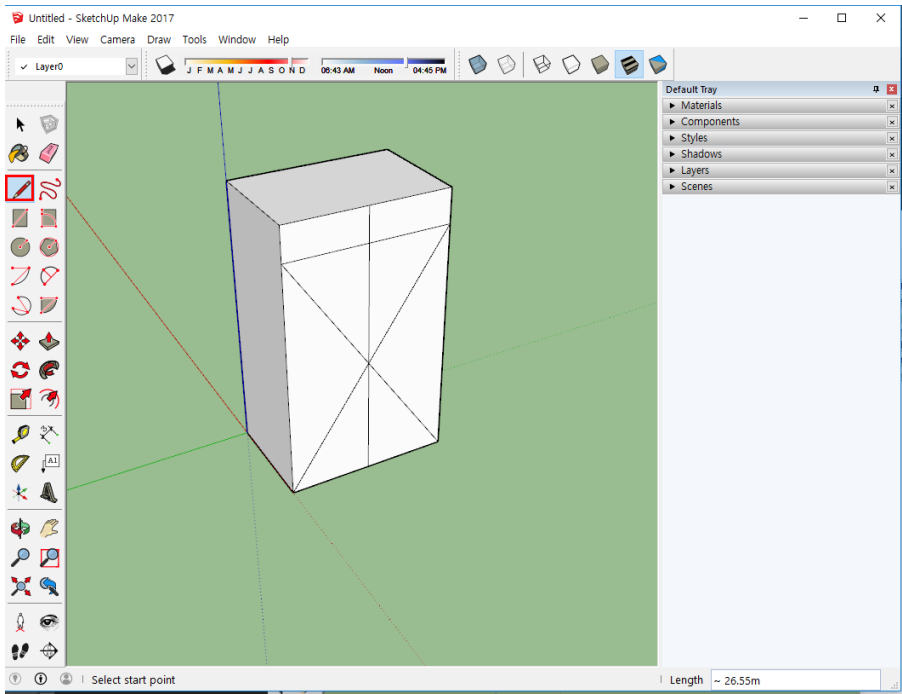 Untitled - SketchUp Make 2017
File Edit View Camera Draw Tools Window Help
Layer0
J F M A M J J A S O N D 06:43 AM Noon 04:45 PM
Default Tray
Materials
Components
Styles
Shadows
Layers
Scenes
A1
Select start point
Length ~ 26.55m